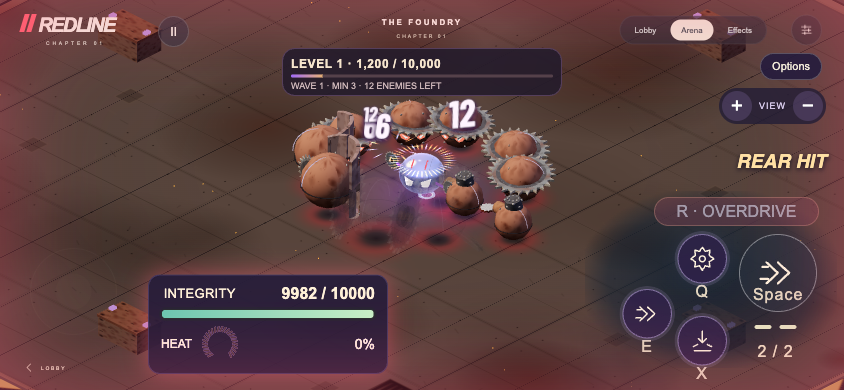 REDLINE
CHAPTER 01
THE FOUNDRY
CHAPTER 01
Lobby
Arena
Effects
Options
VIEW
LEVEL 1 · 1,200 / 10,000
WAVE 1 · MIN 3 · 12 ENEMIES LEFT
12
66
12
REAR HIT
R · OVERDRIVE
Q
Space
E
X
2 / 2
INTEGRITY
9982 / 10000
HEAT
0%
LOBBY